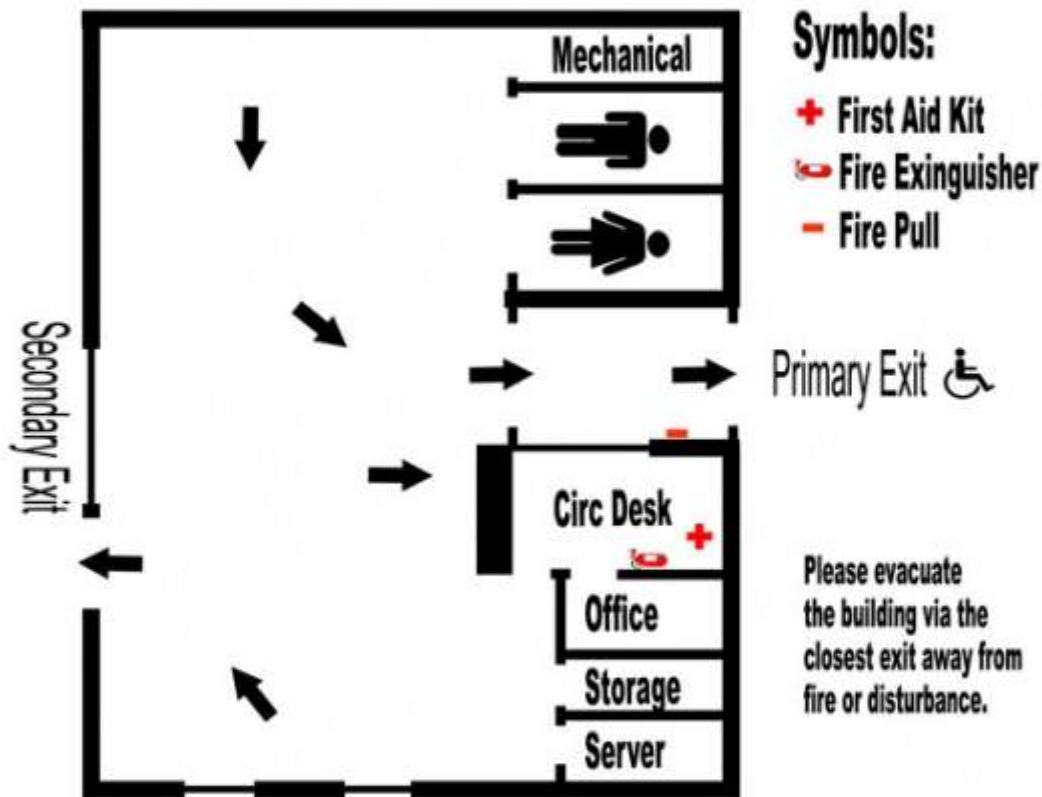 Mechanical
Symbols:
First Aid Kit
Fire Exinguisher
Fire Pull
Secondary Exit
Primary Exit
Circ Desk
Office
Storage
Server
Please evacuate
the building via the
closest exit away from
fire or disturbance.